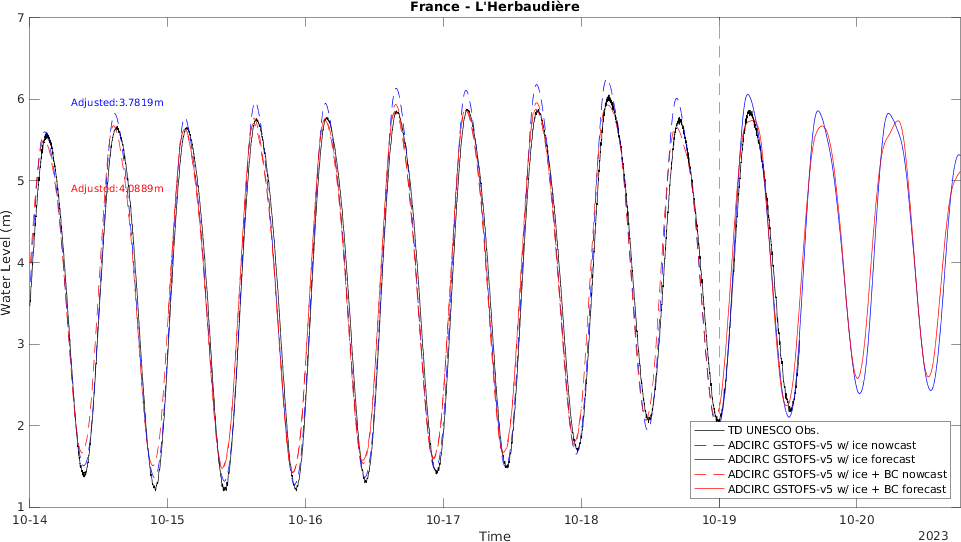 France - L'Herbaudière
7
6
5
4
3
2
1
Water Level (m)
Adjusted:3.7819m
Adjusted:4.0889m
TD UNESCO Obs.
ADCIRC GSTOFS-v5 w/ ice nowcast
ADCIRC GSTOFS-v5 w/ ice forecast
ADCIRC GSTOFS-v5 w/ ice + BC nowcast
ADCIRC GSTOFS-v5 w/ ice + BC forecast
10-14 10-15 10-16 10-17 10-18 10-19 10-20
Time
2023